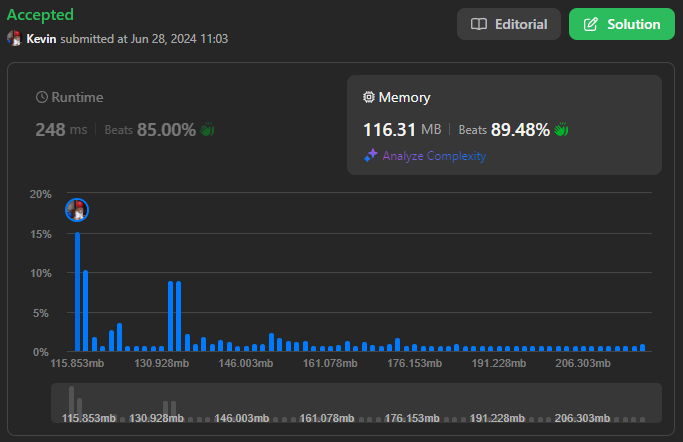 Accepted
Kevin submitted at Jun 28, 2024 11:03
Editorial
Solution
Runtime
248 ms | Beats 85.00%
Memory
116.31 MB | Beats 89.48%
Analyze Complexity
20%
15%
10%
5%
0%
115.853mb 130.928mb 146.003mb 161.078mb 176.153mb 191.228mb 206.303mb
115.853mb 130.928mb 146.003mb 161.078mb 176.153mb 191.228mb 206.303mb